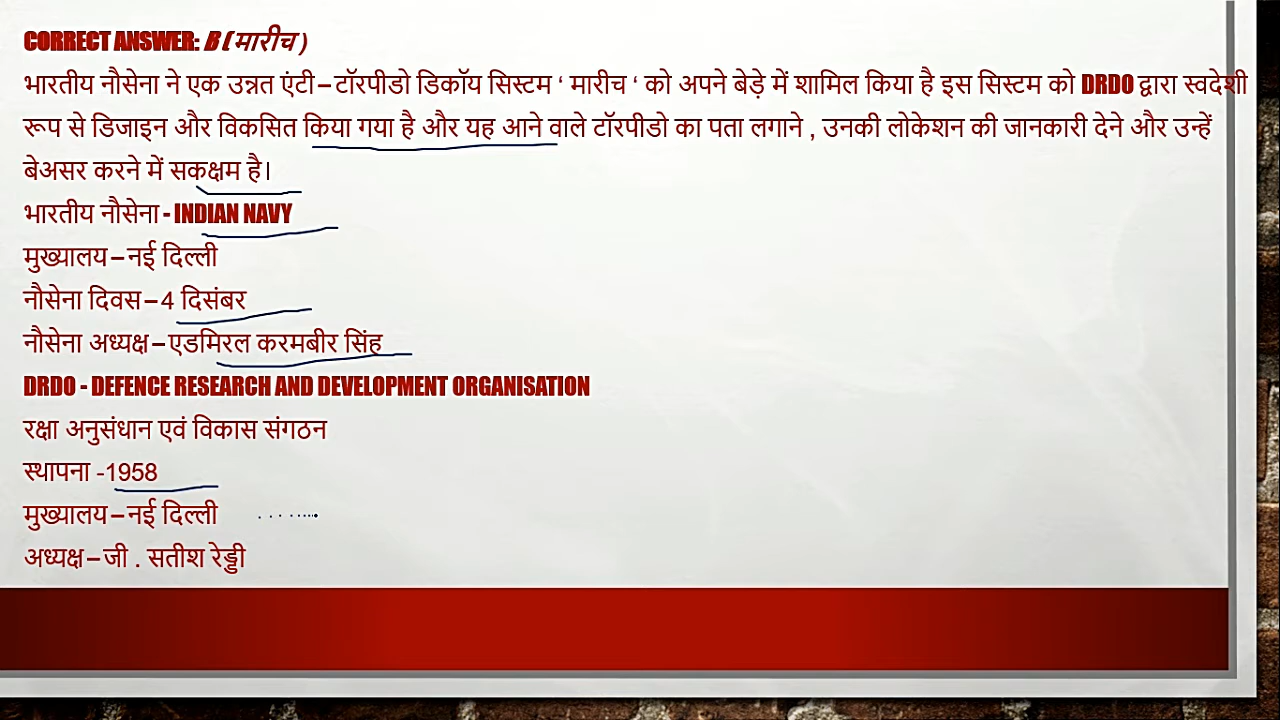 CORRECT ANSWER: B ( मारीच )
भारतीय नौसेना ने एक उन्नत एंटी – टॉरपीडो डिकॉय सिस्टम ‘ मारीच ‘ को अपने बेड़े में शामिल किया है इस सिस्टम को DRDO द्वारा स्वदेशी
रूप से डिजाइन और विकसित किया गया है और यह आने वाले टॉरपीडो का पता लगाने , उनकी लोकेशन की जानकारी देने और उन्हें
बेअसर करने में सकक्षम है।
भारतीय नौसेना - INDIAN NAVY
मुख्यालय – नई दिल्ली
नौसेना दिवस – 4 दिसंबर
नौसेना अध्यक्ष – एडमिरल करमबीर सिंह
DRDO - DEFENCE RESEARCH AND DEVELOPMENT ORGANISATION
रक्षा अनुसंधान एवं विकास संगठन
स्थापना -1958
मुख्यालय – नई दिल्ली
अध्यक्ष – जी . सतीश रेड्डी